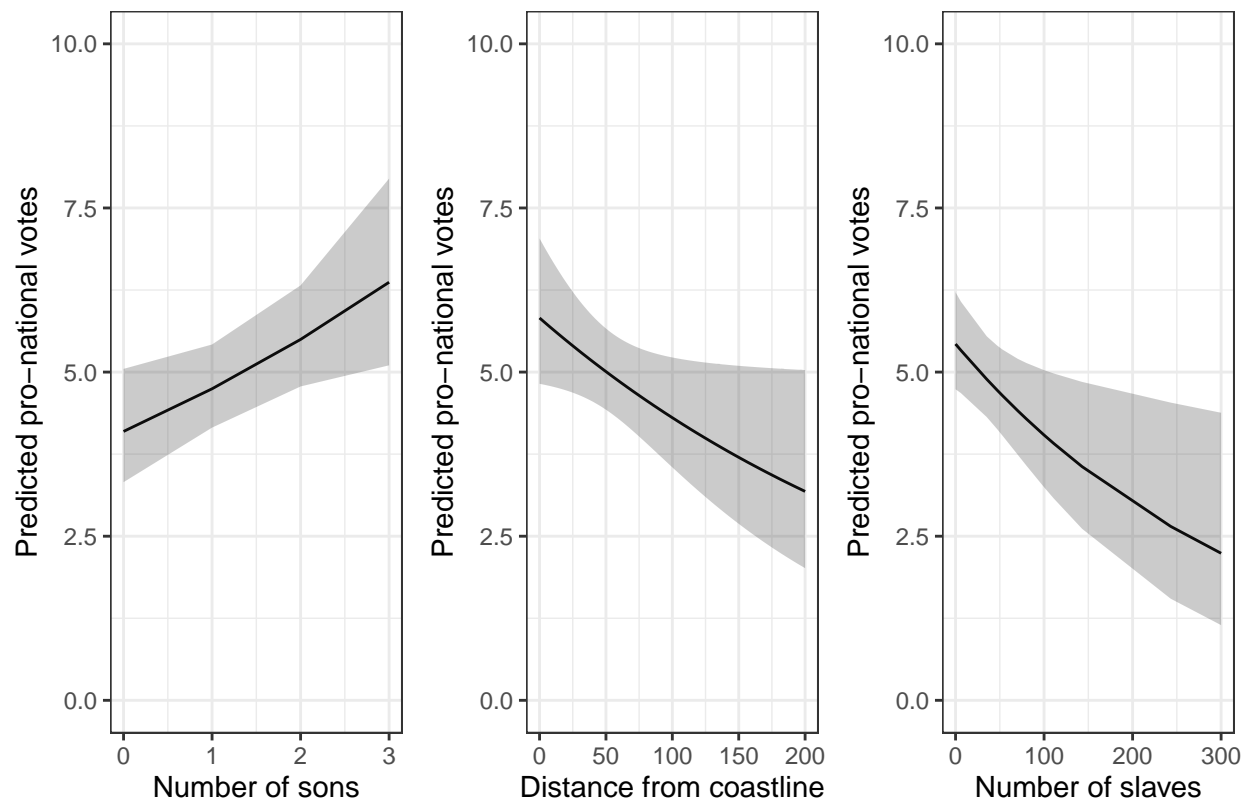 10.0
7.5
5.0
2.5
0.0
Predicted pro−national votes
0 1 2 3
Number of sons
10.0
7.5
5.0
2.5
0.0
Predicted pro−national votes
0 50 100 150 200
Distance from coastline
10.0
7.5
5.0
2.5
0.0
Predicted pro−national votes
0 100 200 300
Number of slaves